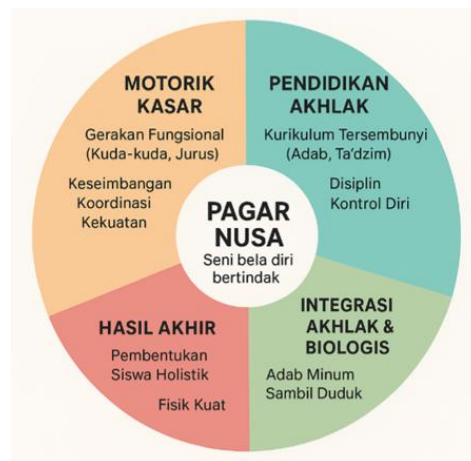 MOTORIK
KASAR
Gerakan Fungsional
(Kuda-kuda, Jurus)
Keseimbangan
Koordinasi
Kekuatan
PENDIDIKAN
AKHLAK
Kurikulum Tersembunyi
(Adab, Ta'dzim)
Disiplin
Kontrol Diri
PAGAR
NUSA
Seni bela diri
bertindak
HASIL AKHIR
Pembentukan
Siswa Holistik
Fisik Kuat
INTEGRASI
AKHLAK &
BIOLOGIS
Adab Minum
Sambil Duduk